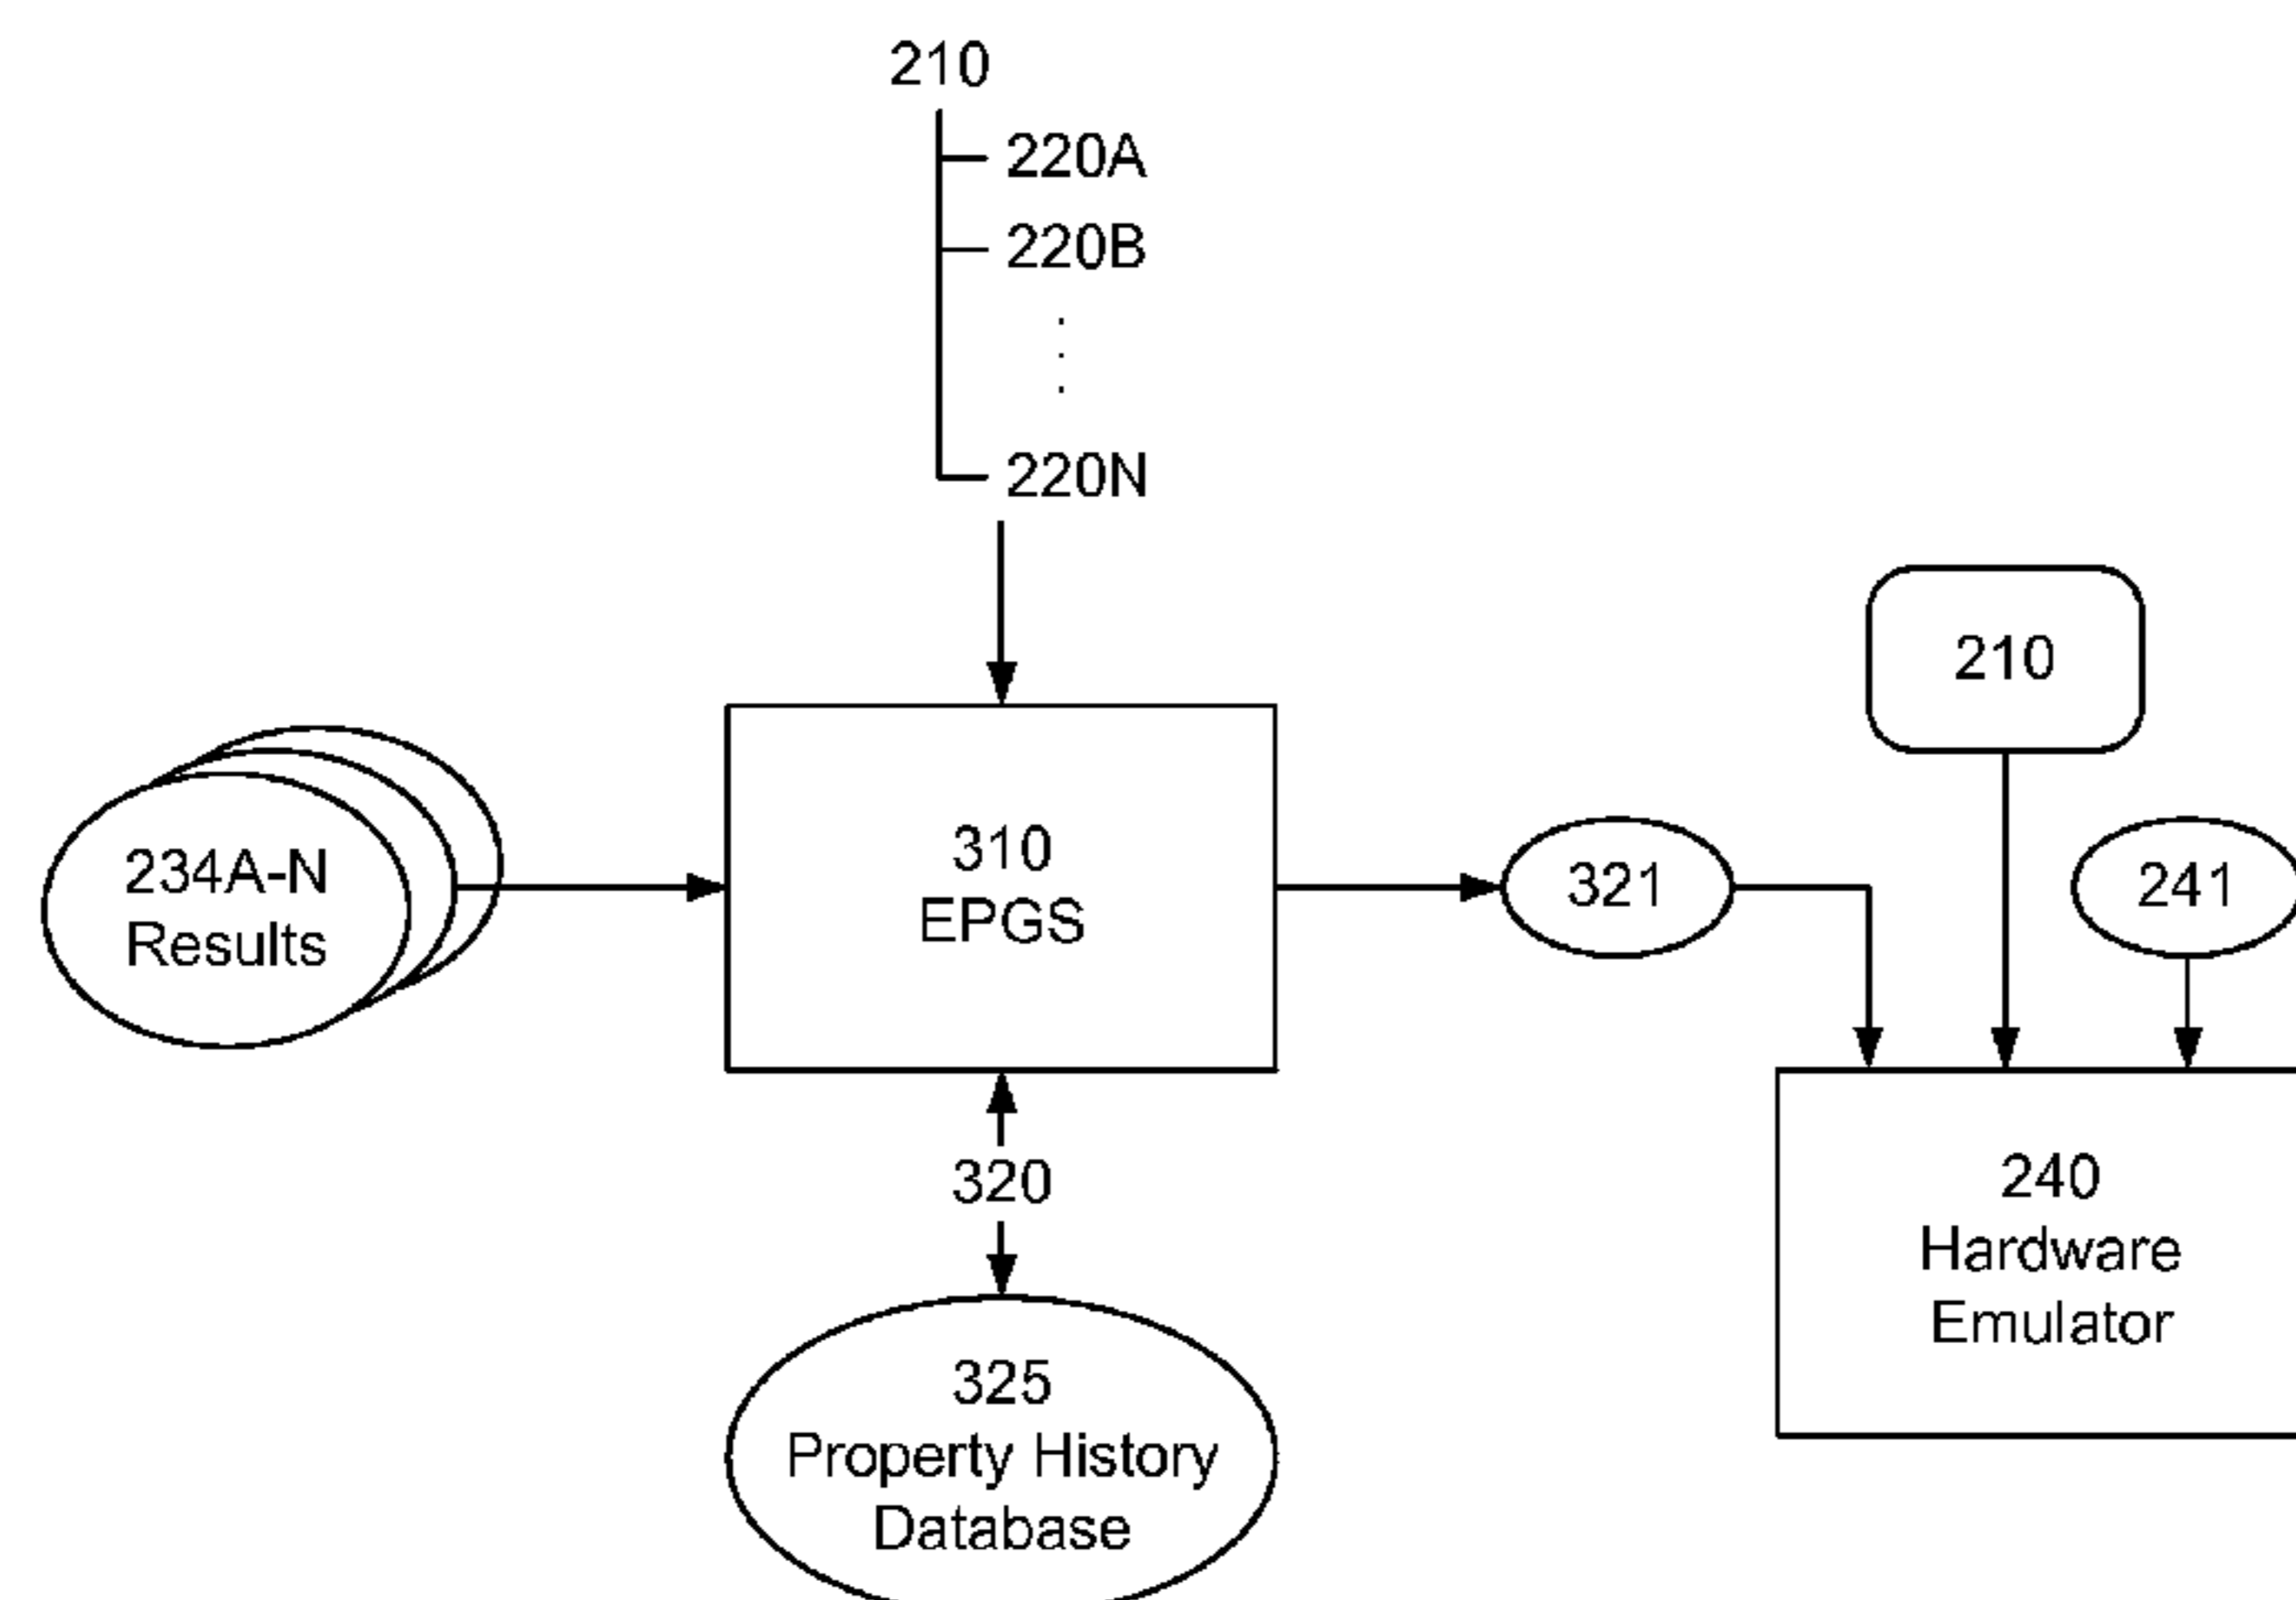 210
220A
220B
.
.
.
220N
210
234A-N
Results
310
EPGS
321
241
320
240
Hardware
Emulator
325
Property History
Database